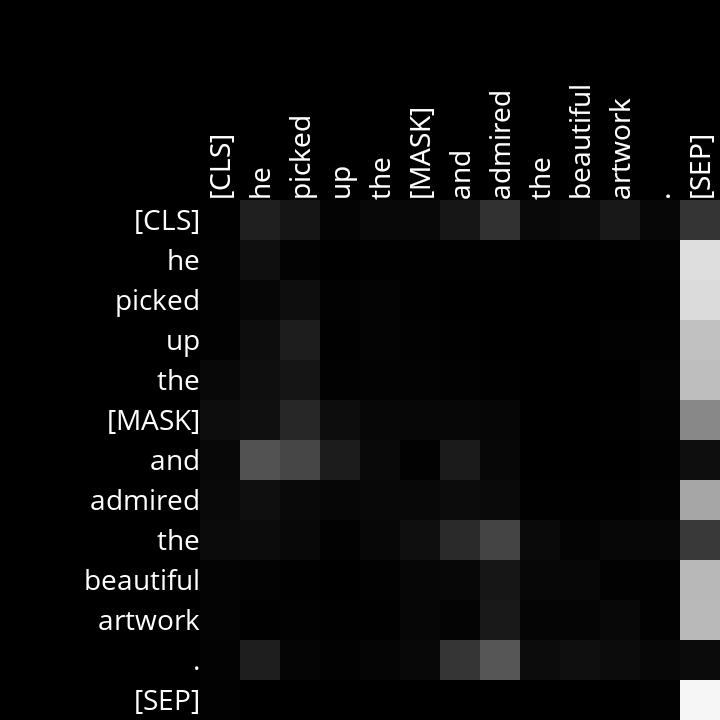 [CLS] he picked up the [MASK] and admired the beautiful artwork . [SEP]
[CLS]
he
picked
up
the
[MASK]
and
admired
the
beautiful
artwork
.
[SEP]